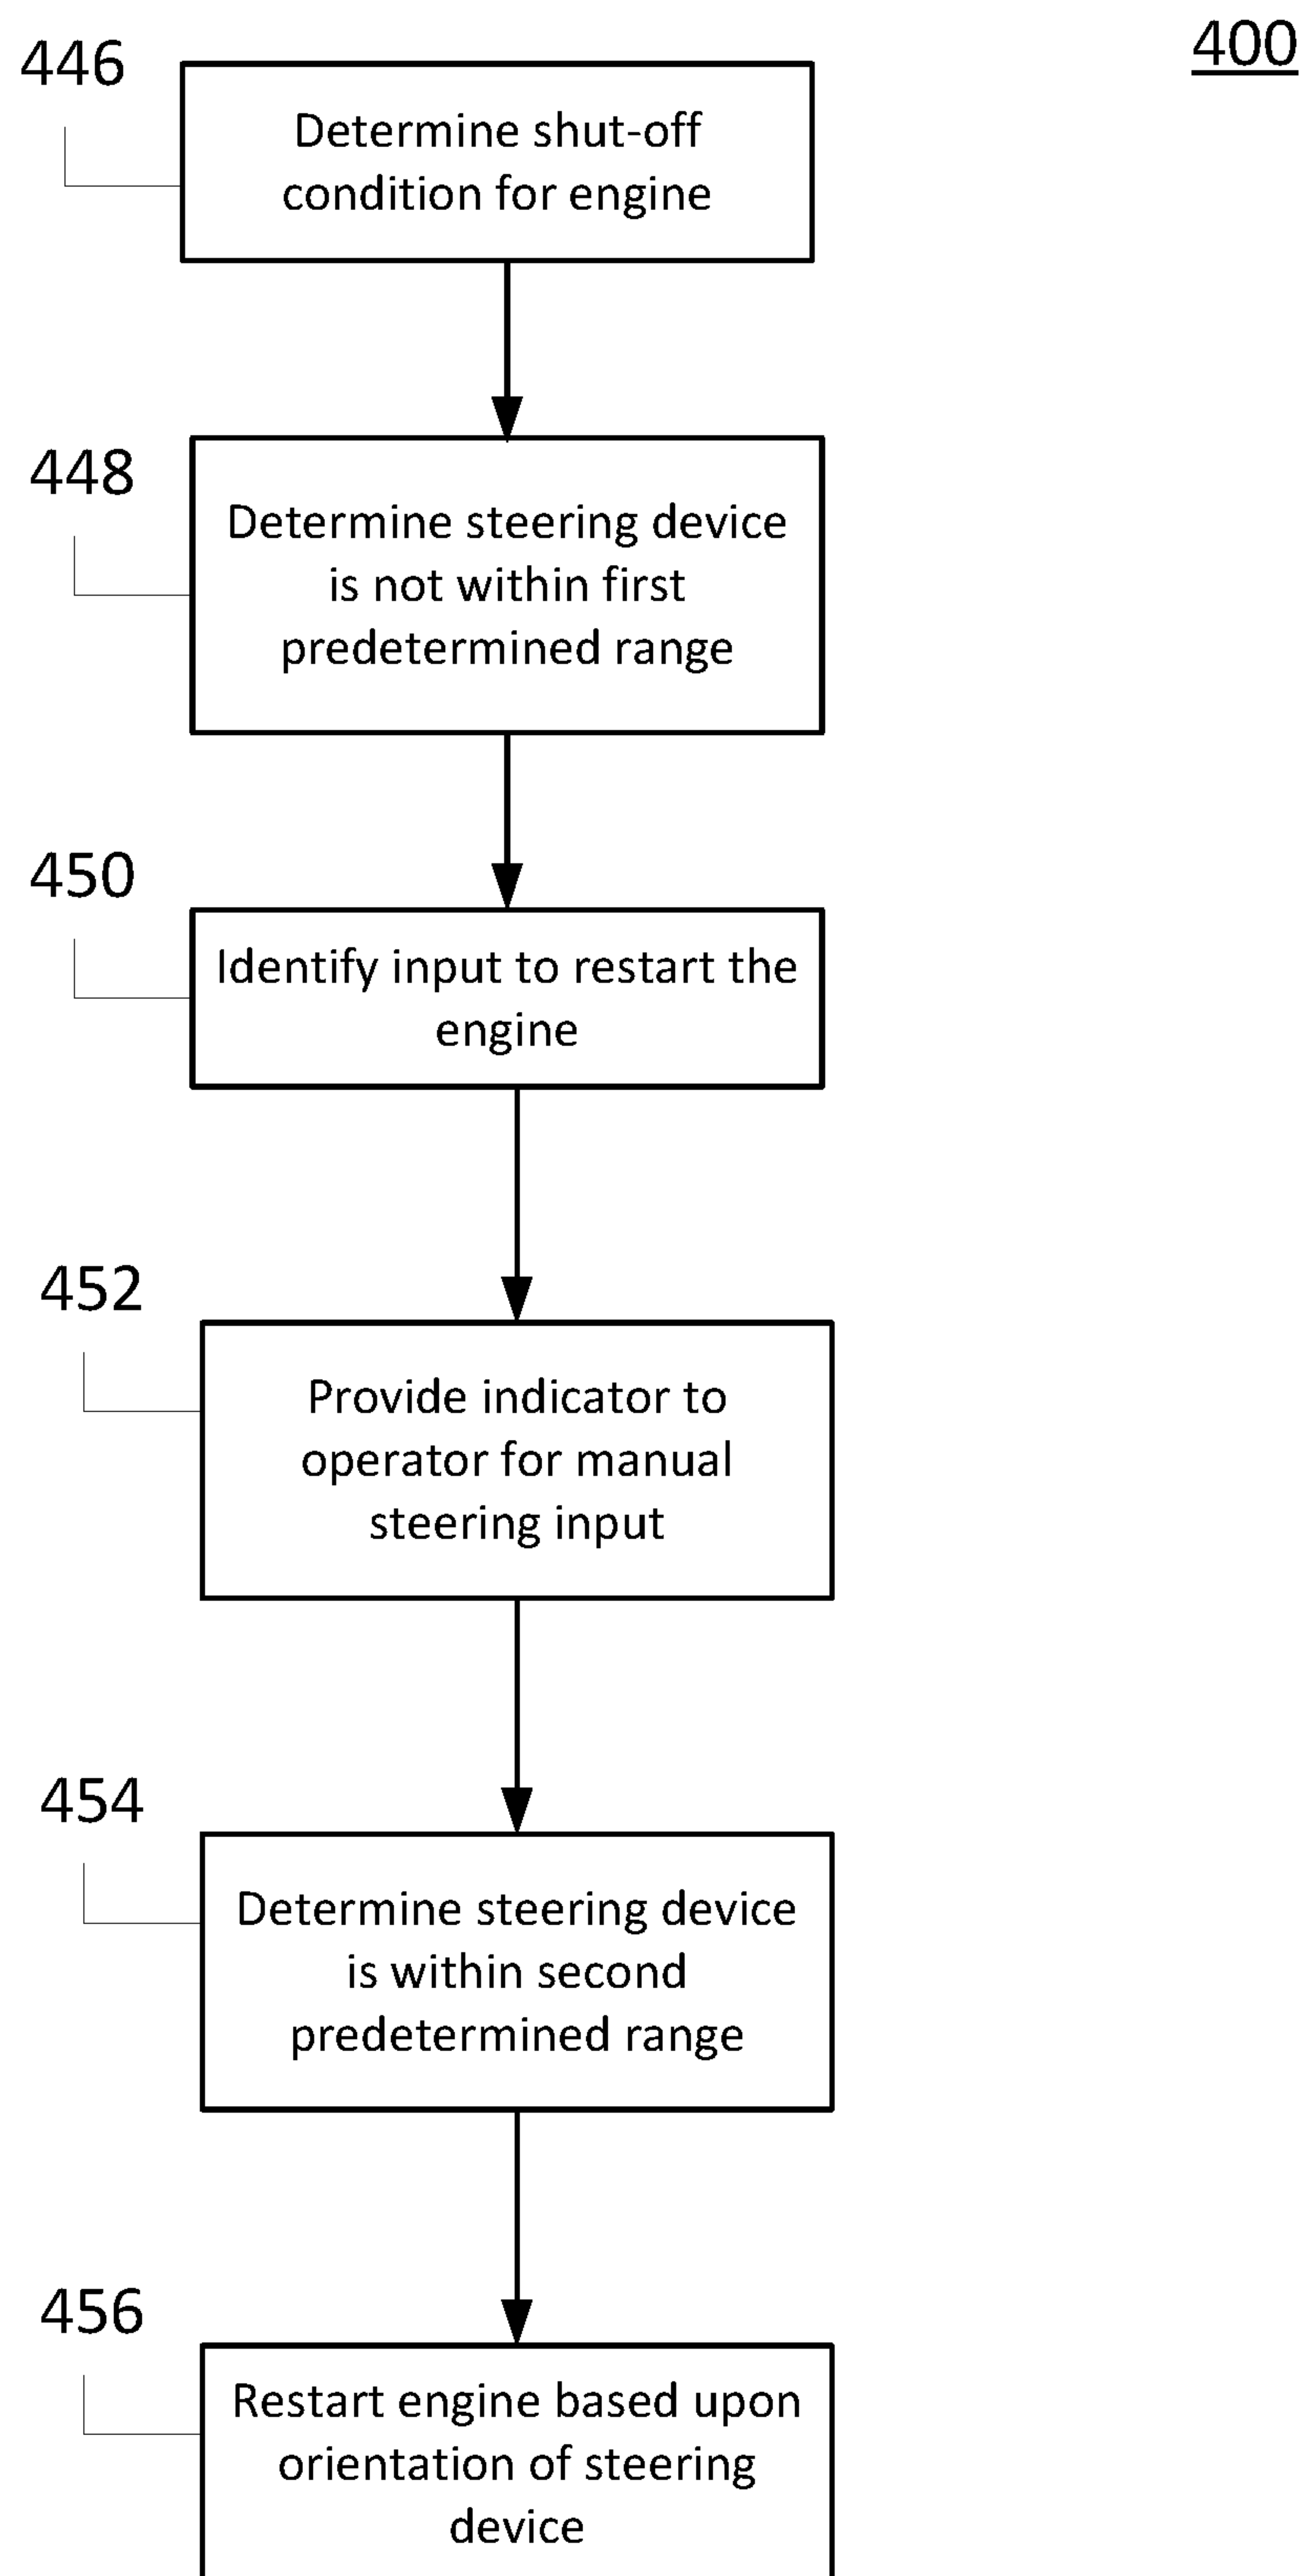 400
446
Determine shut-off
condition for engine
448
Determine steering device
is not within first
predetermined range
450
Identify input to restart the
engine
452
Provide indicator to
operator for manual
steering input
454
Determine steering device
is within second
predetermined range
456
Restart engine based upon
orientation of steering
device